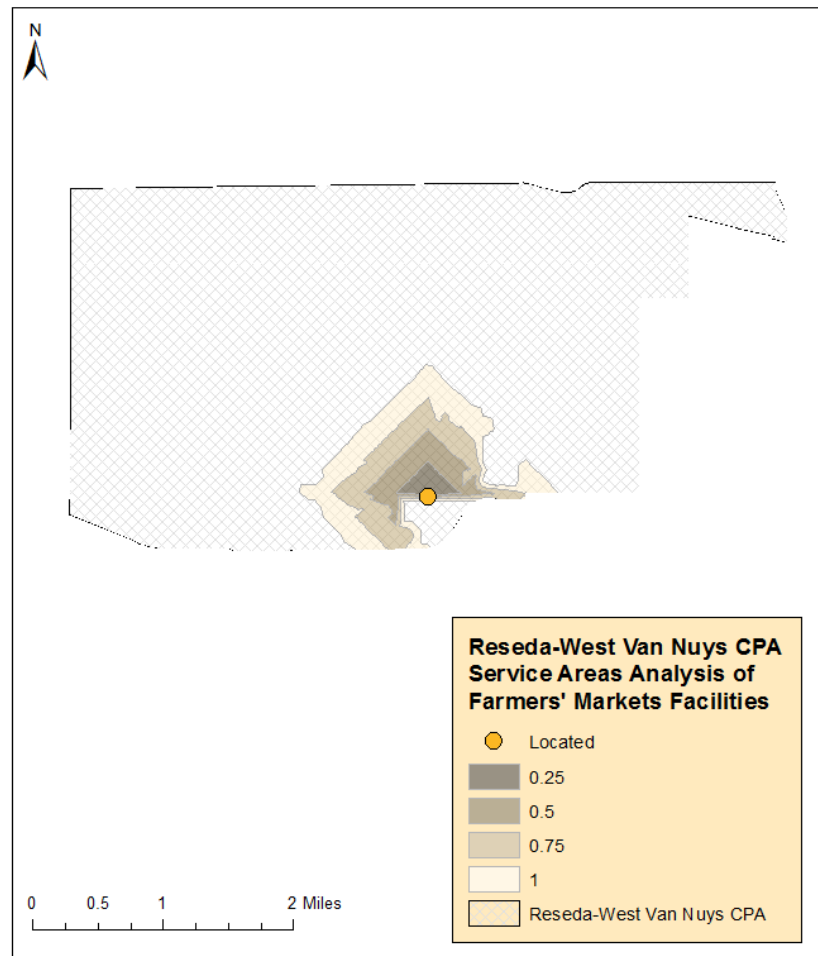 N
Reseda-West Van Nuys CPA
Service Areas Analysis of
Farmers' Markets Facilities
Located
0.25
0.5
0.75
1
Reseda-West Van Nuys CPA
0 0.5 1 2 Miles